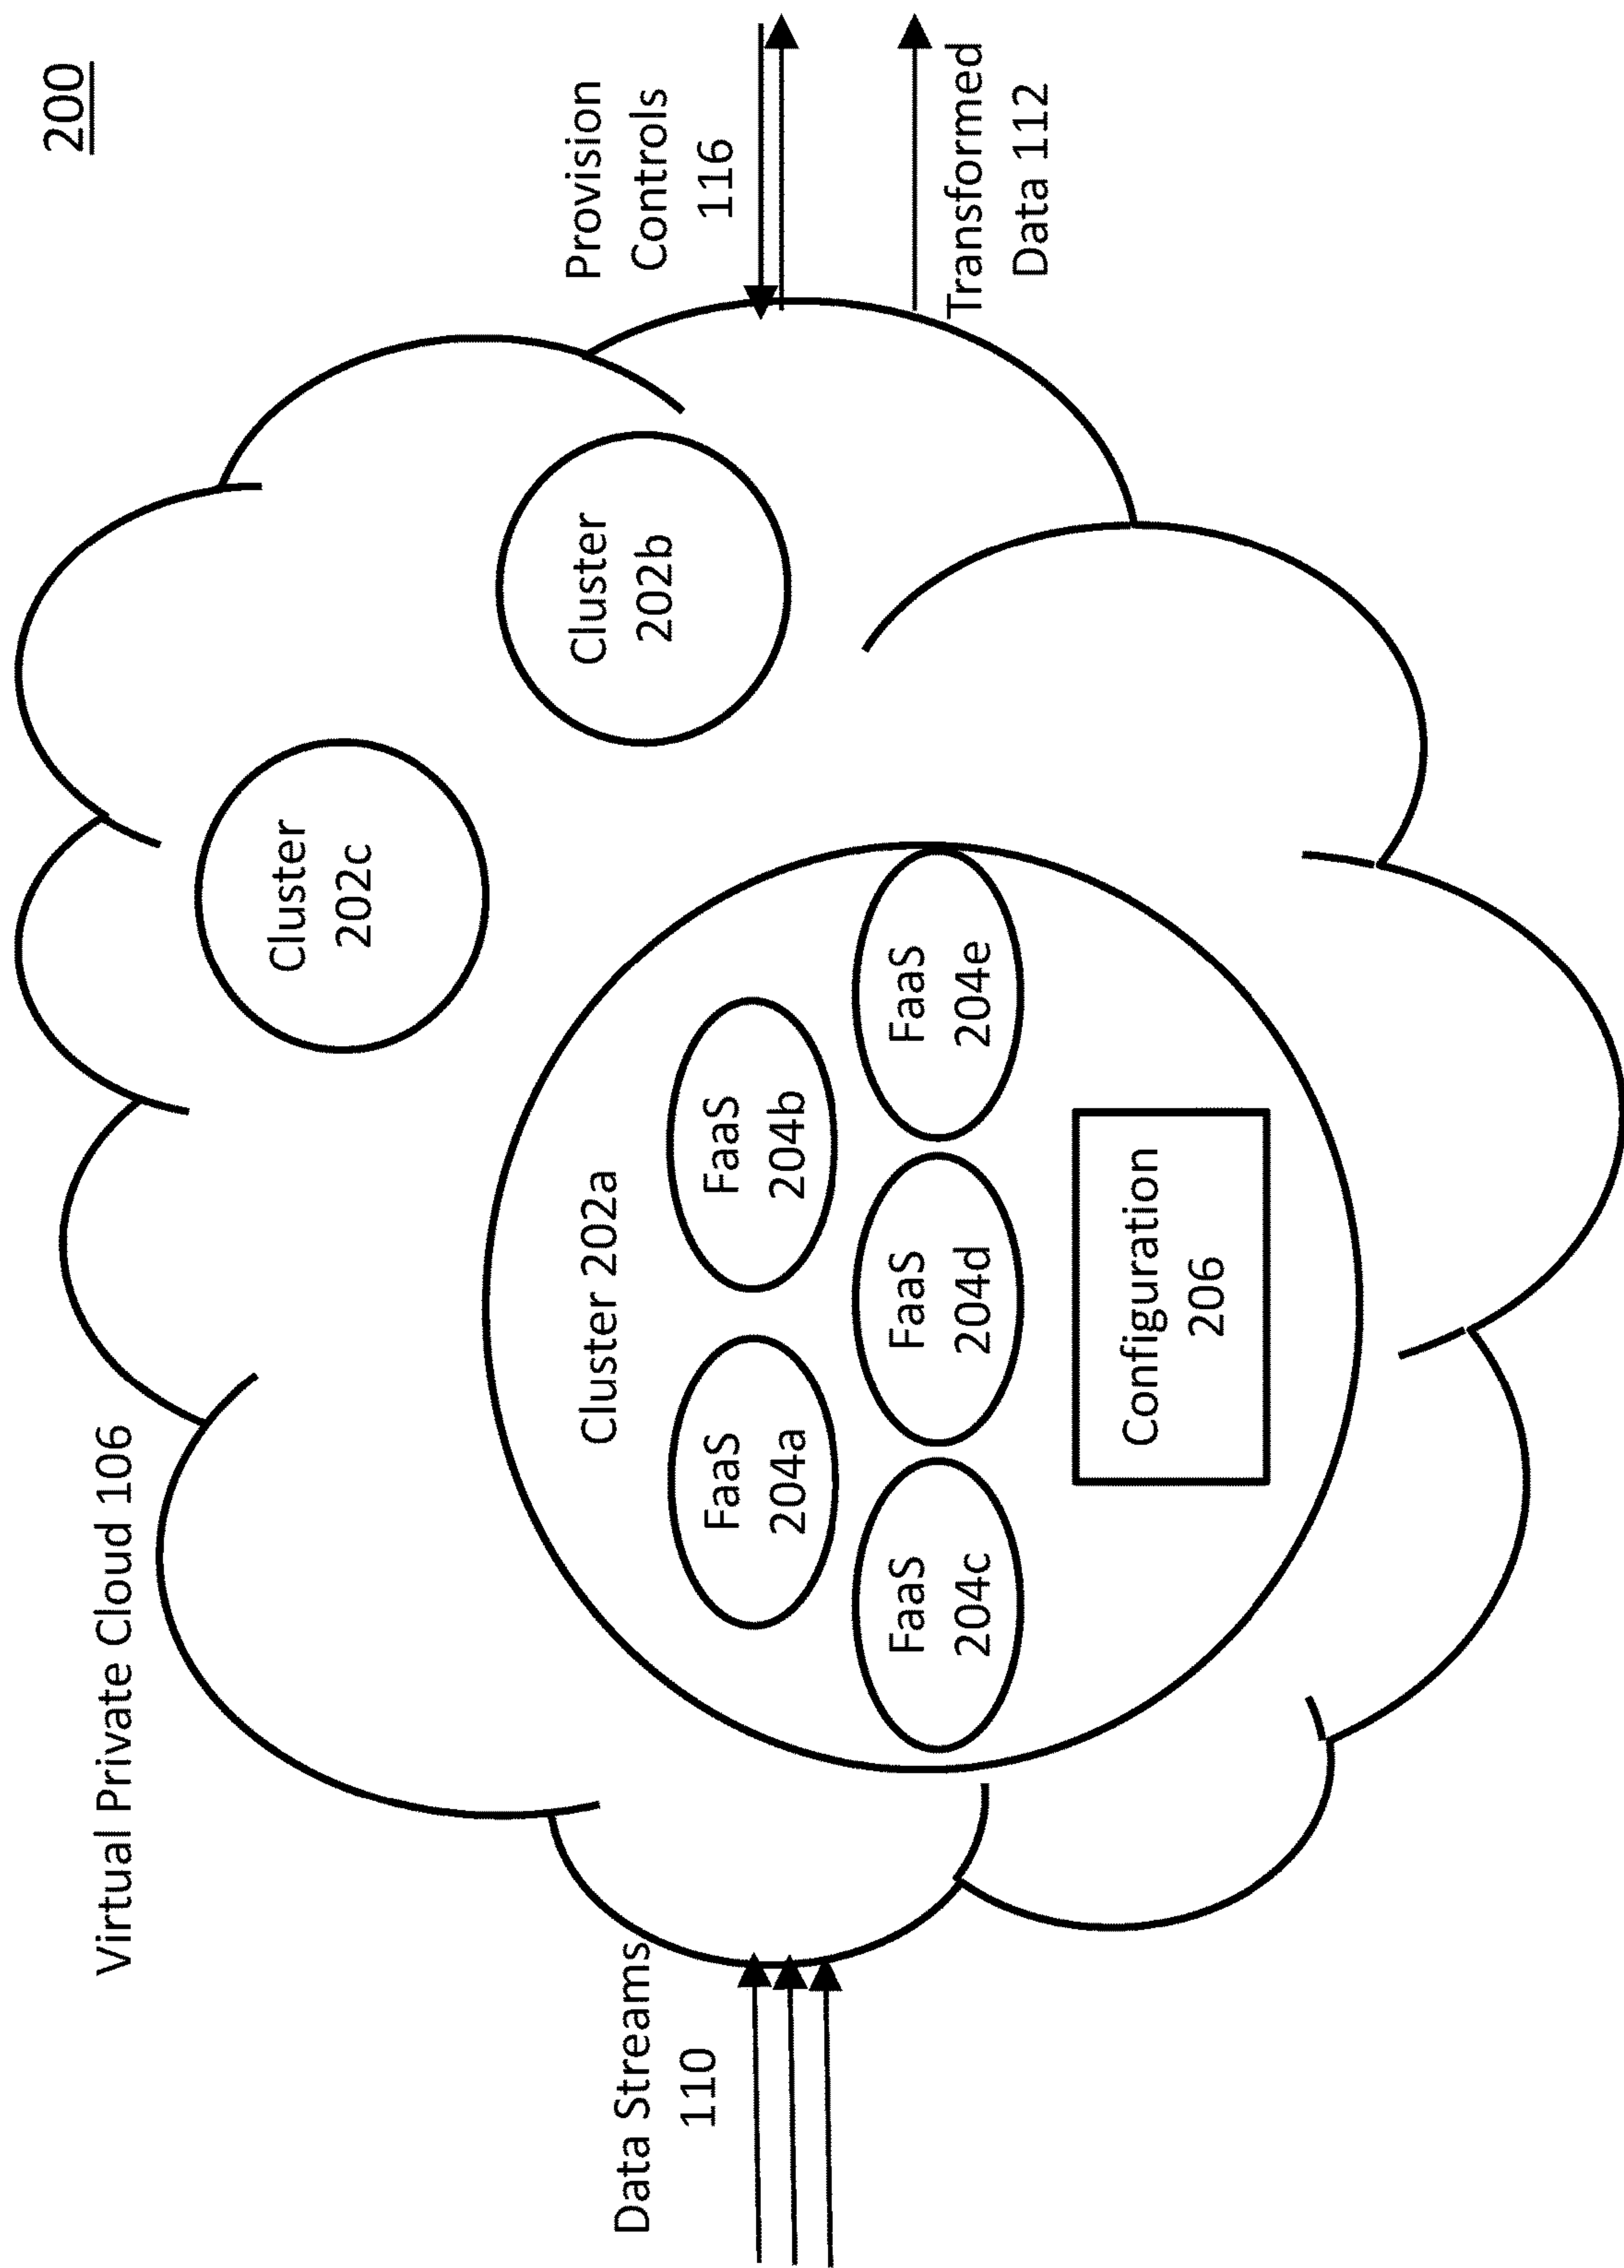 200
Virtual Private Cloud 106
Cluster
202c
Cluster
202b
Provision
Controls
116
Transformed
Data 112
Data Streams
110
Cluster 202a
FaaS
204a
FaaS
204b
FaaS
204c
FaaS
204d
FaaS
204e
Configuration
206